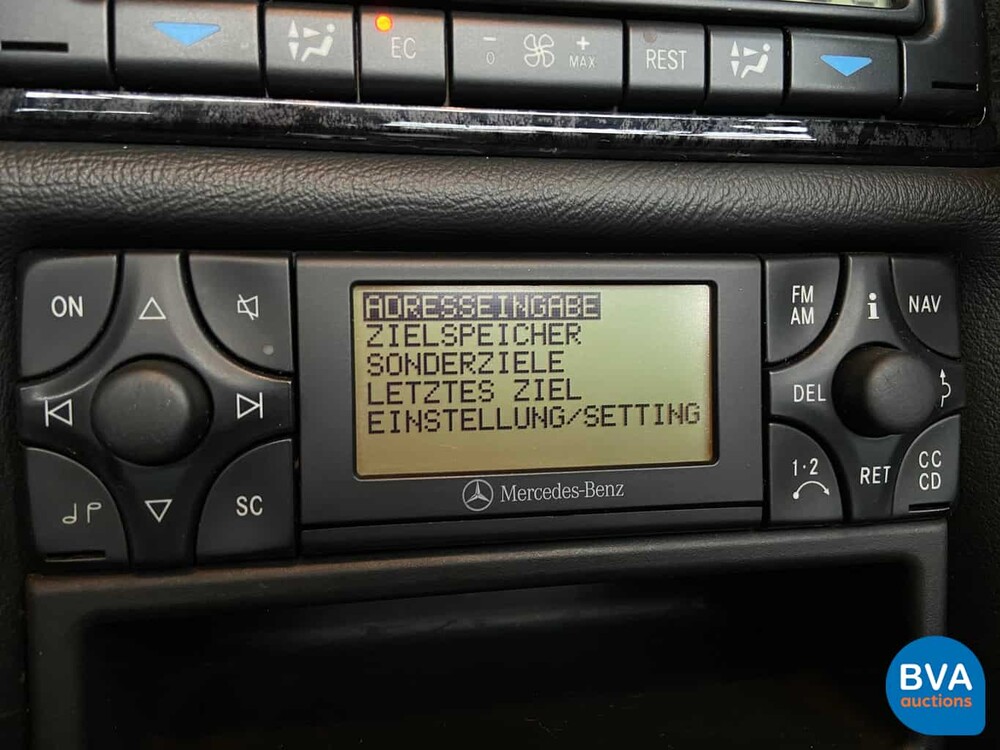 EC
0 MAX
REST
ON
SC
ADRESSEEINGABE
ZIELSPEICHER
SONDERZIELE
LETZTES ZIEL
EINSTELLUNG/SETTING
Mercedes-Benz
FM
AM
i
NAV
DEL
1·2
RET
CC
CD
BVA
auctions